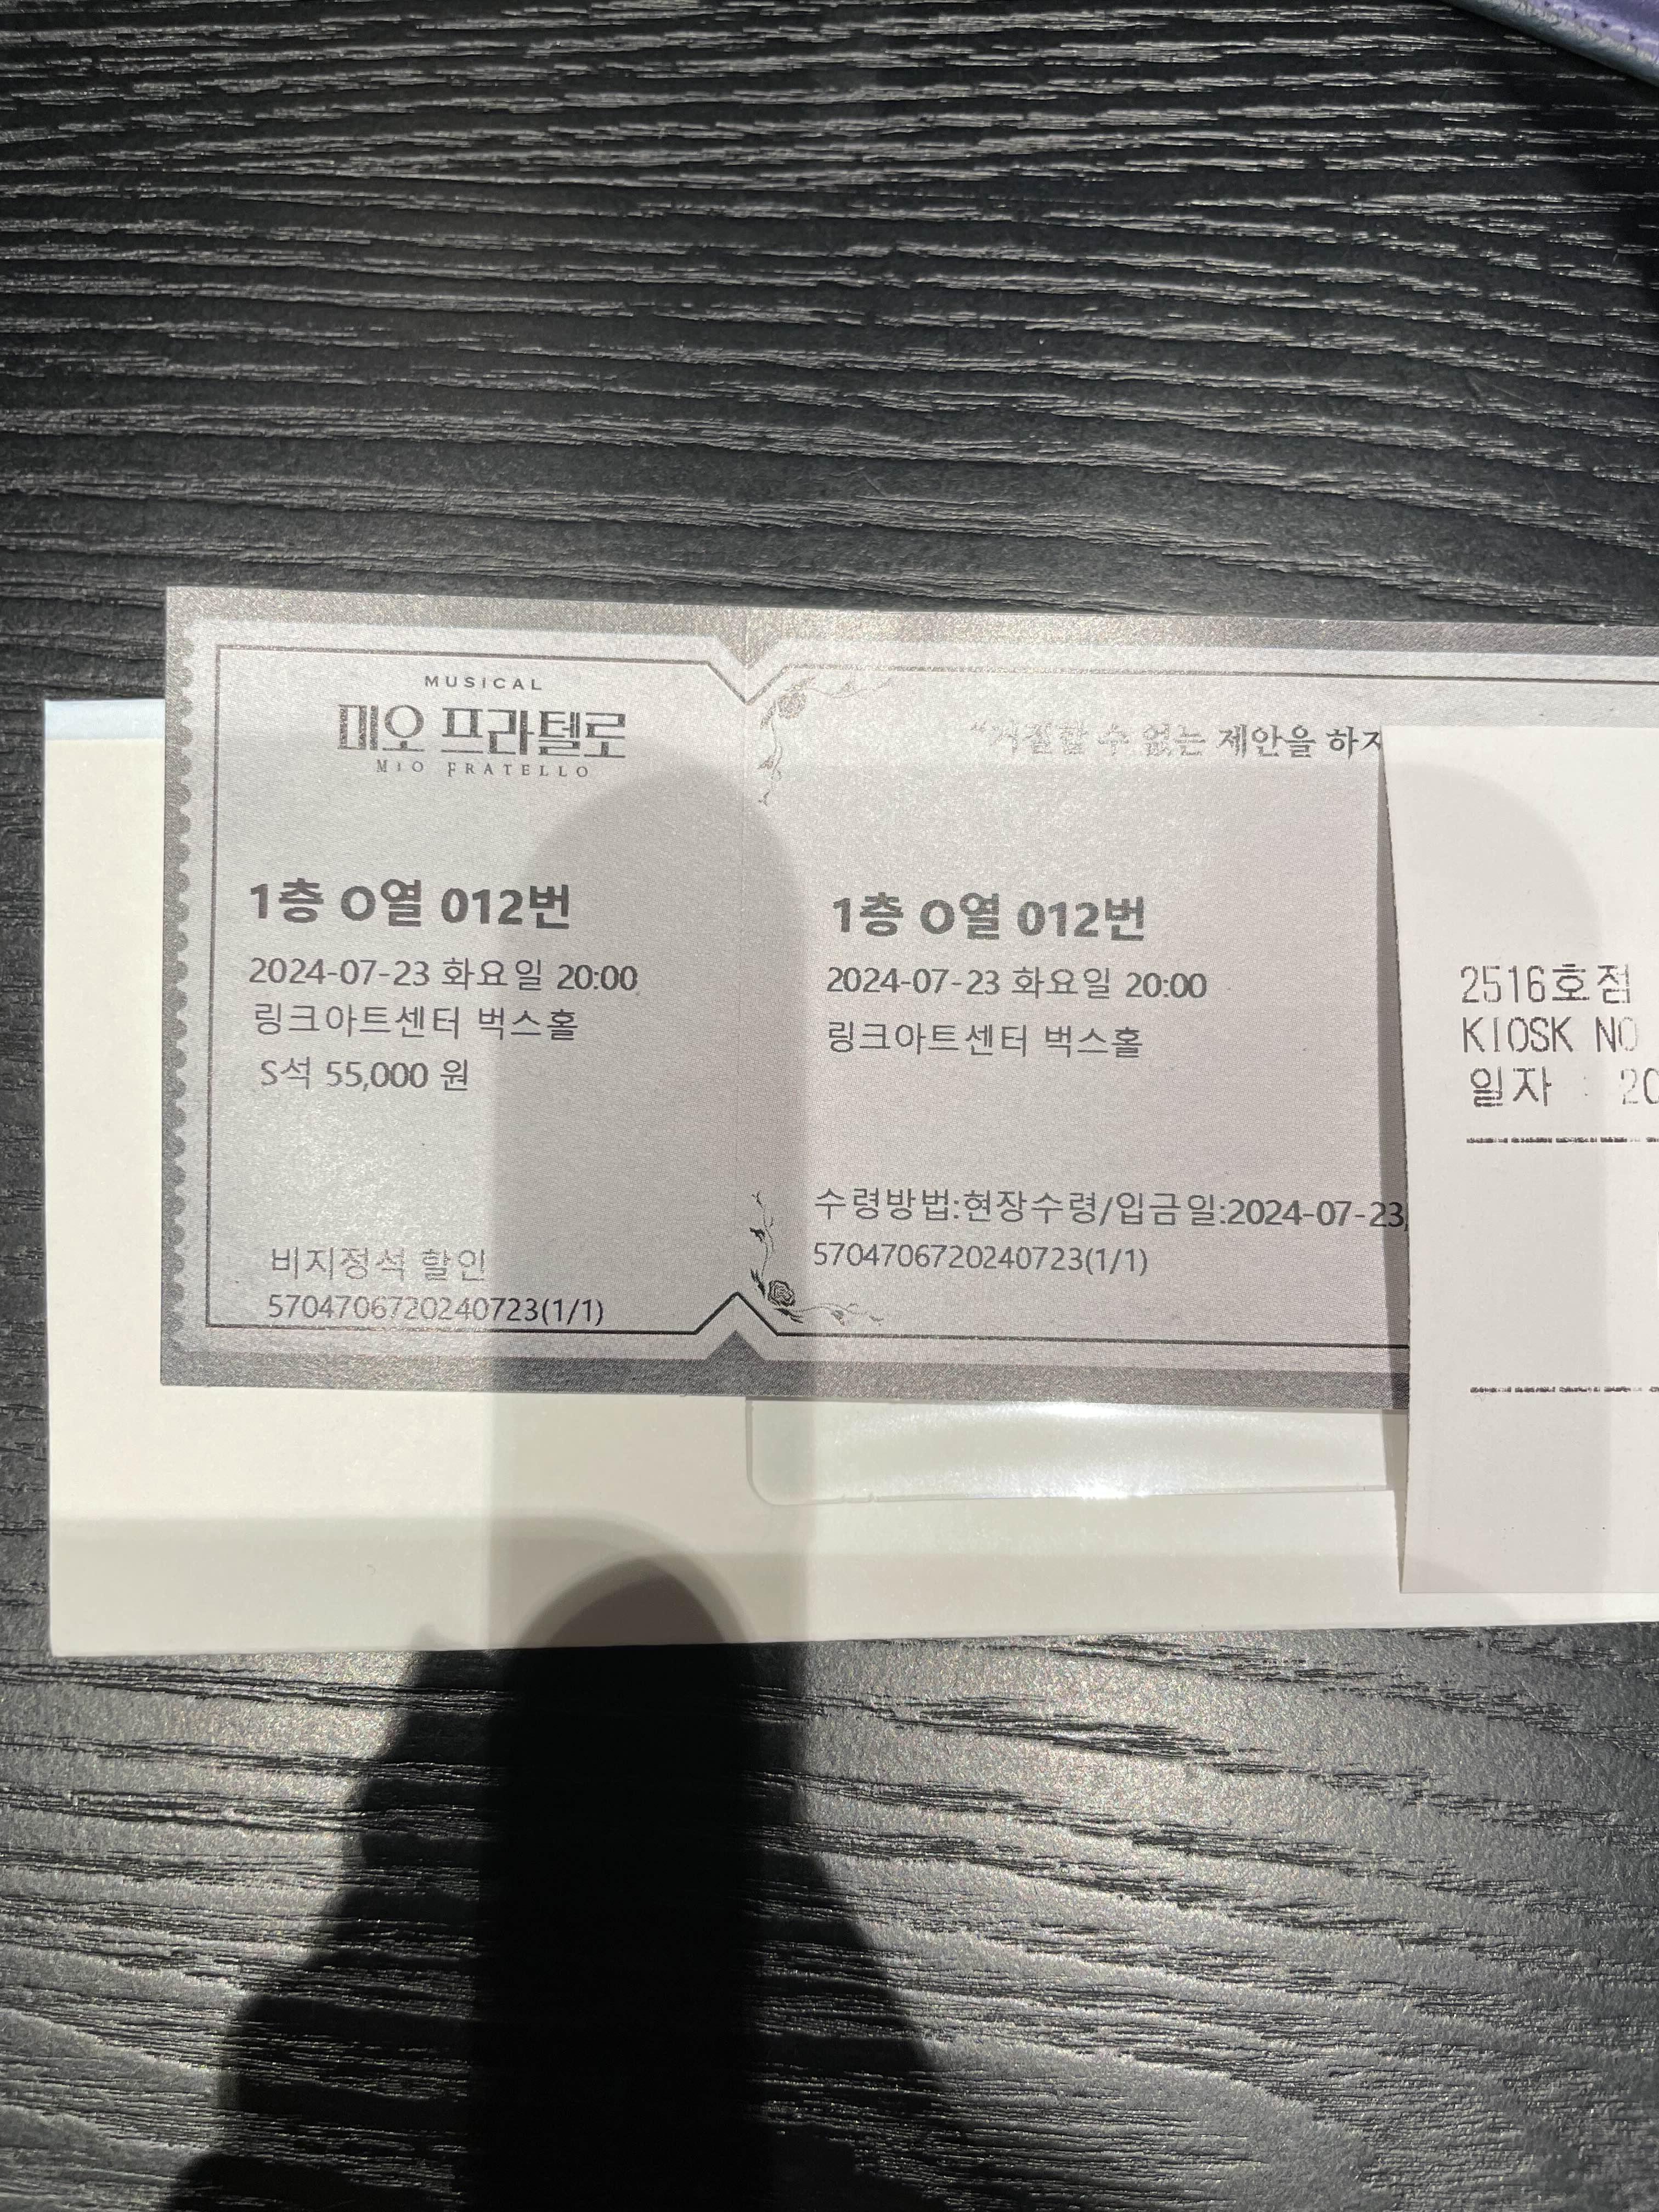 MUSICAL
미오 프라텔로
MIO FRATELLO
1층 O열 012번
2024-07-23 화요일 20:00
링크아트센터 벅스홀
S석 55,000 원
비지정석 할인
5704706720240723(1/1)
"거절할 수 없는 제안을 하지
1층 O열 012번
2024-07-23 화요일 20:00
링크아트센터 벅스홀
수령방법:현장수령/입금일:2024-07-23
5704706720240723(1/1)
2516호점
KIOSK NO
일자 : 20